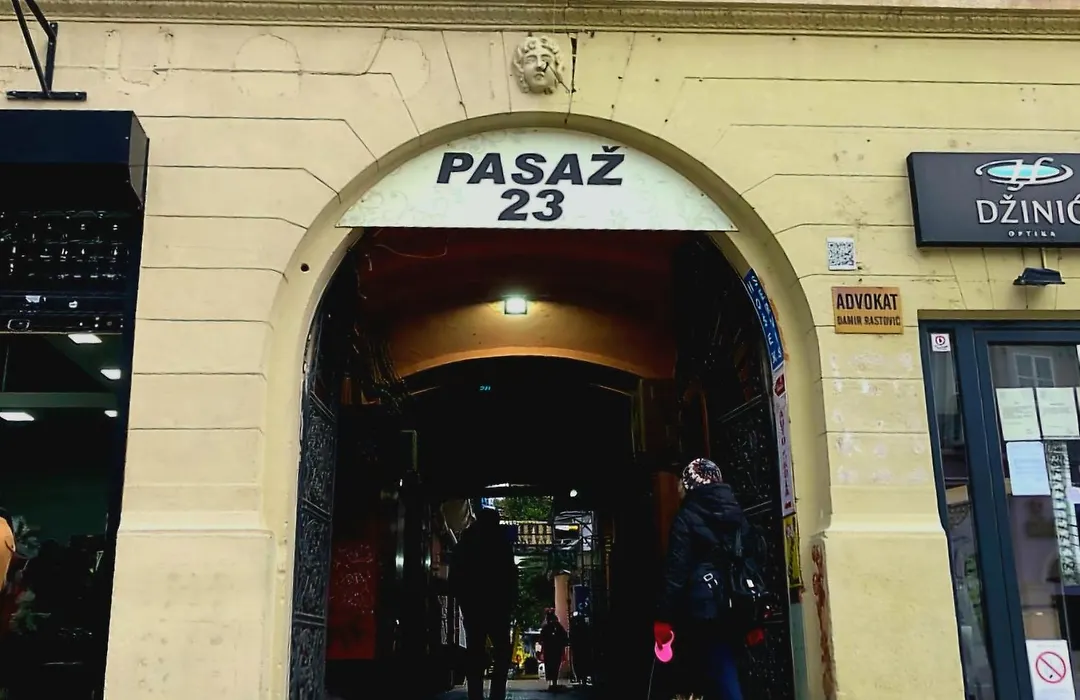 PASAŽ
23
DŽINIĆ
OPTIKA
ADVOKAT
DAMIR RASTOVIĆ